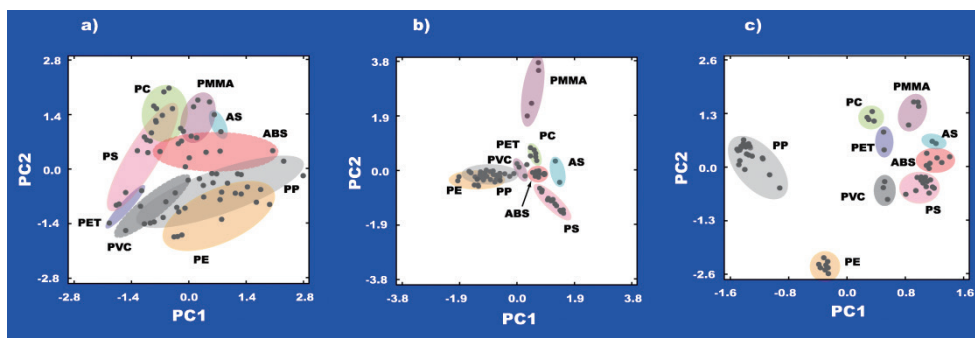 a)
2.8
1.4
0.0
-1.4
-2.8
PC2
-2.8
-1.4
0.0
1.4
2.8
PC1
PC
PMMA
AS
PS
ABS
PP
PET
PVC
PE
b)
3.8
1.9
0.0
-1.9
-3.8
PC2
-3.8
-1.9
0.0
1.9
3.8
PC1
PMMA
PET
PC
PVC
AS
PE
PP
ABS
PS
c)
2.6
1.3
0.0
-1.3
-2.6
PC2
-1.6
-0.8
0.0
0.8
1.6
PC1
PMMA
PC
AS
PET
PP
ABS
PVC
PS
PE